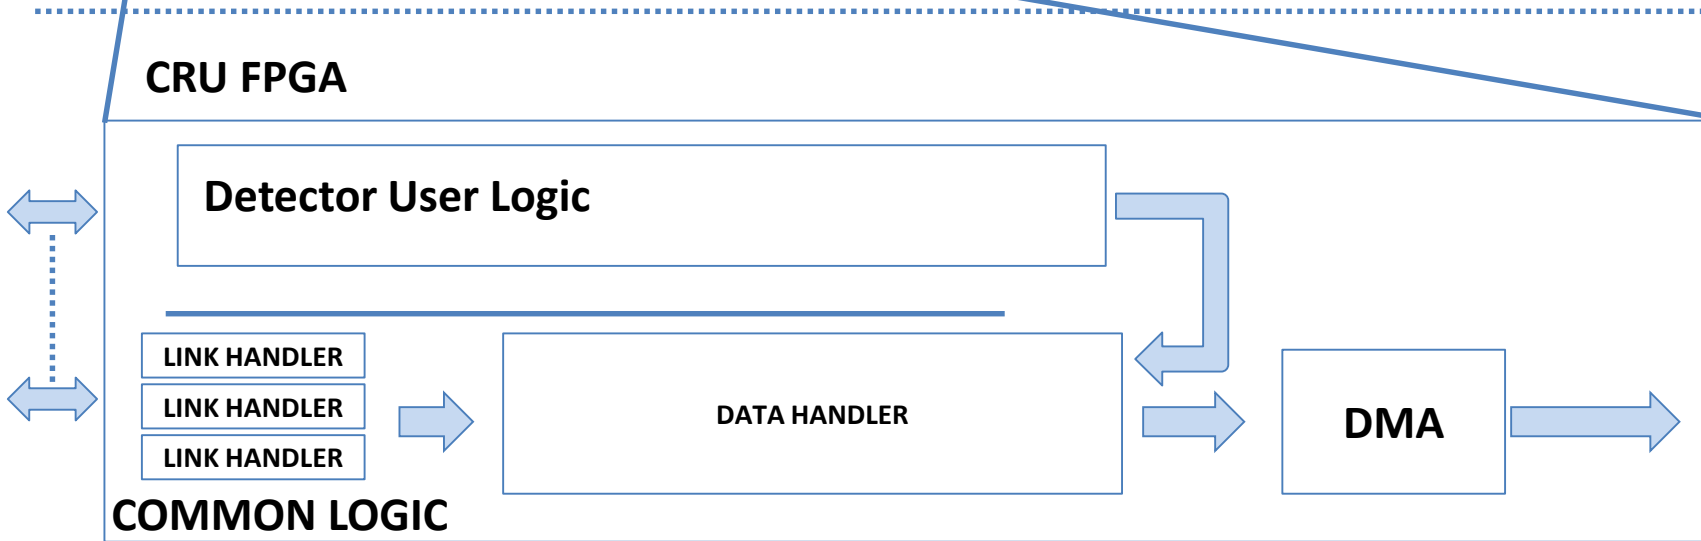 CRU FPGA
Detector User Logic
LINK HANDLER
LINK HANDLER
LINK HANDLER
DATA HANDLER
DMA
COMMON LOGIC